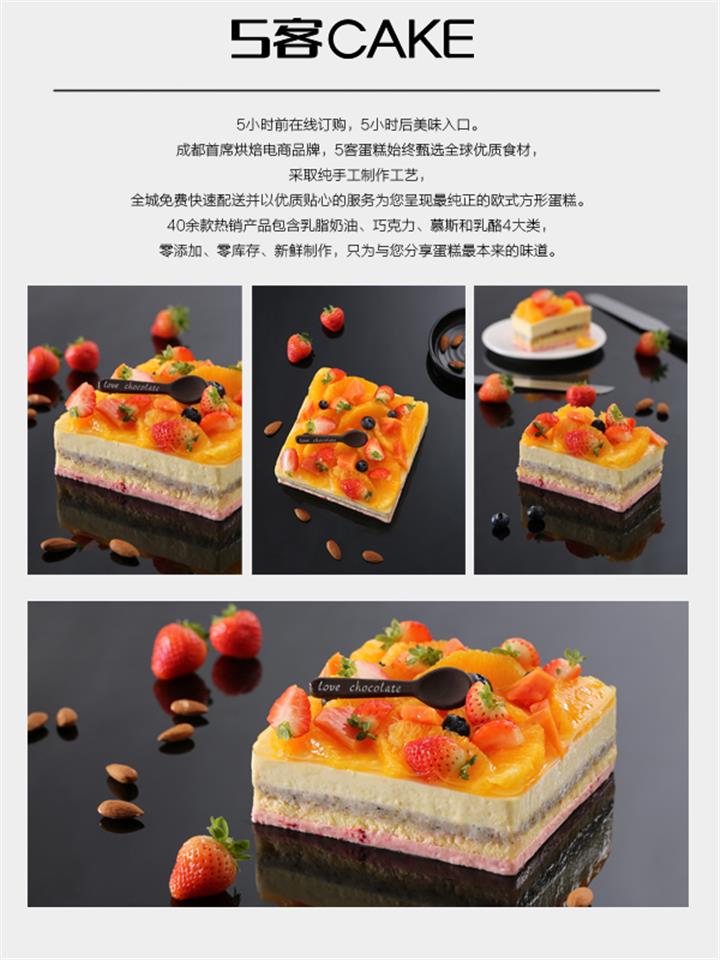 5客CAKE
5小时前在线订购，5小时后美味入口。
成都首席烘焙电商品牌，5客蛋糕始终甄选全球优质食材，
采取纯手工制作工艺，
全城免费快速配送并以优质贴心的服务为您呈现最纯正的欧式方形蛋糕。
40余款热销产品包含乳脂奶油、巧克力、慕斯和乳酪4大类，
零添加、零库存、新鲜制作，只为与您分享蛋糕最本来的味道。
love chocolate
love chocolate
love chocolate